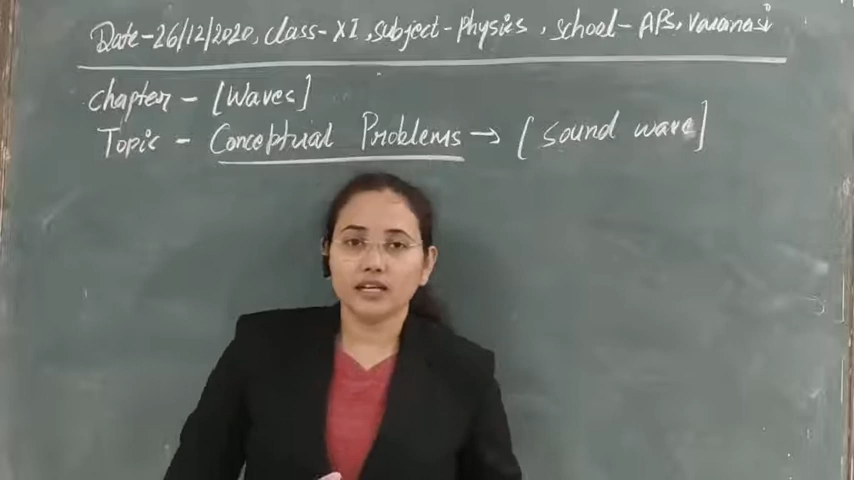 Date-26/12/2020, class-XI, subject-Physics, school-APS, Varanasi
Chapter - [Waves]
Topic - Conceptual Problems → [Sound wave]